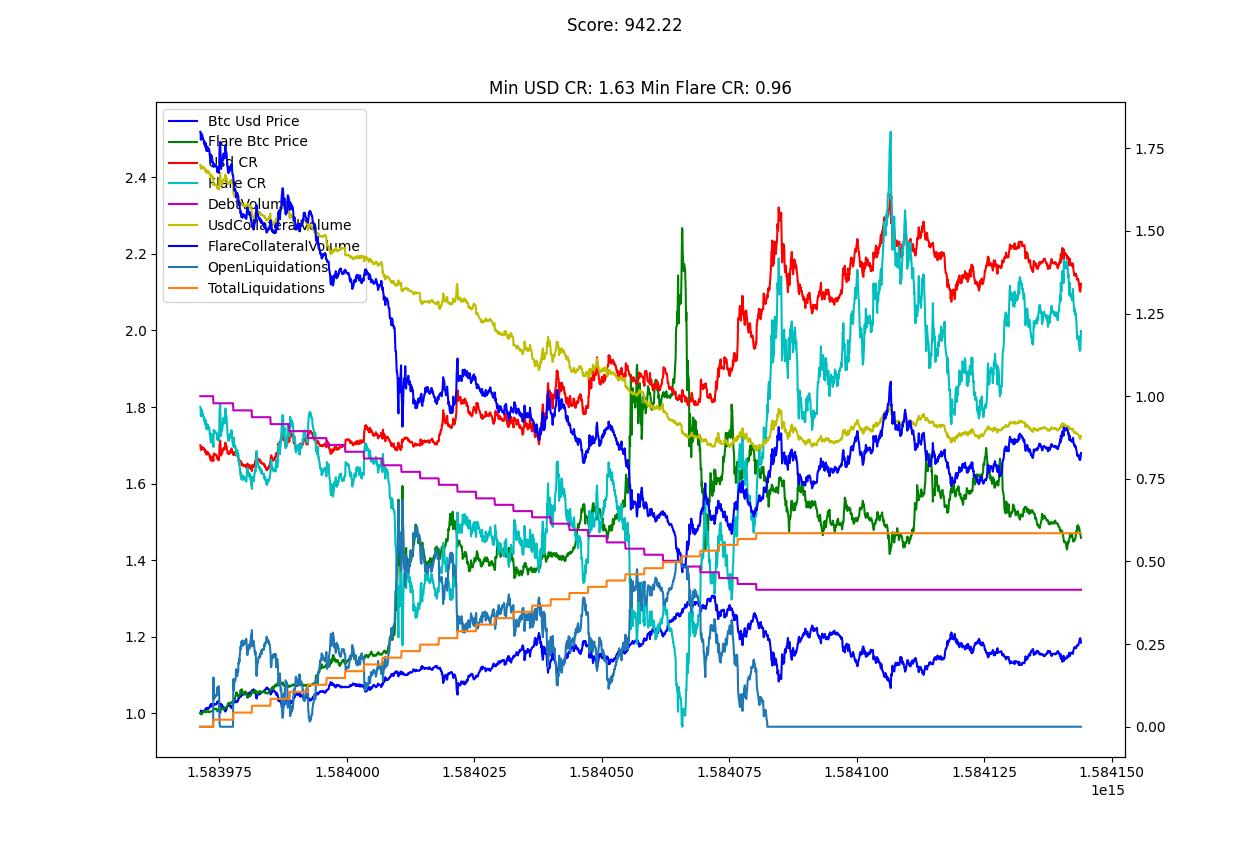 Score: 942.22
Min USD CR: 1.63 Min Flare CR: 0.96
Btc Usd Price
Flare Btc Price
Usd CR
Flare CR
DebtVolume
UsdCollateralVolume
FlareCollateralVolume
OpenLiquidations
TotalLiquidations
2.4
2.2
2.0
1.8
1.6
1.4
1.2
1.0
1.75
1.50
1.25
1.00
0.75
0.50
0.25
0.00
1.583975 1.584000 1.584025 1.584050 1.584075 1.584100 1.584125 1.584150
1e15